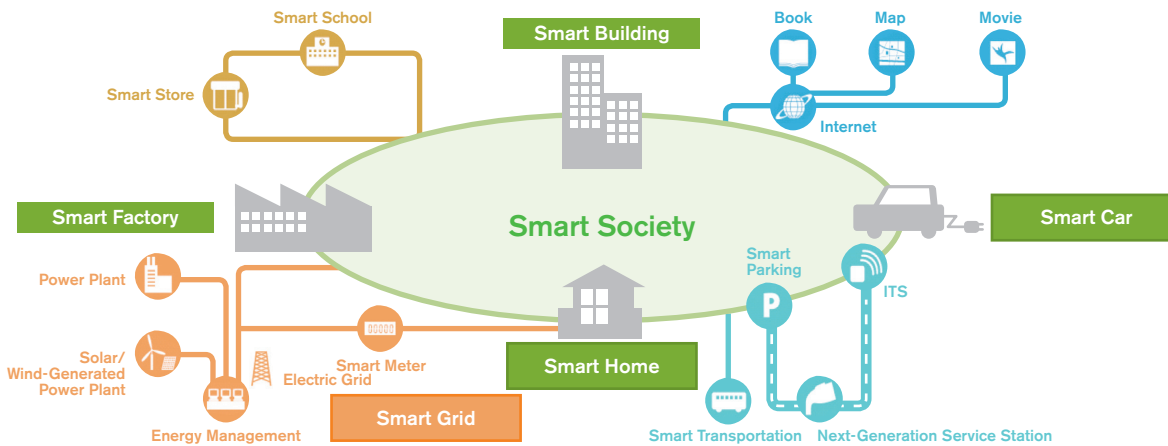 Smart School
Smart Building
Book
Map
Movie
Smart Store
Internet
Smart Factory
Smart Society
Smart Car
Power Plant
Smart
Parking
ITS
Solar/
Wind-Generated
Power Plant
Smart Meter
Electric Grid
Smart Home
Smart Grid
P
Energy Management
Smart Transportation
Next-Generation Service Station